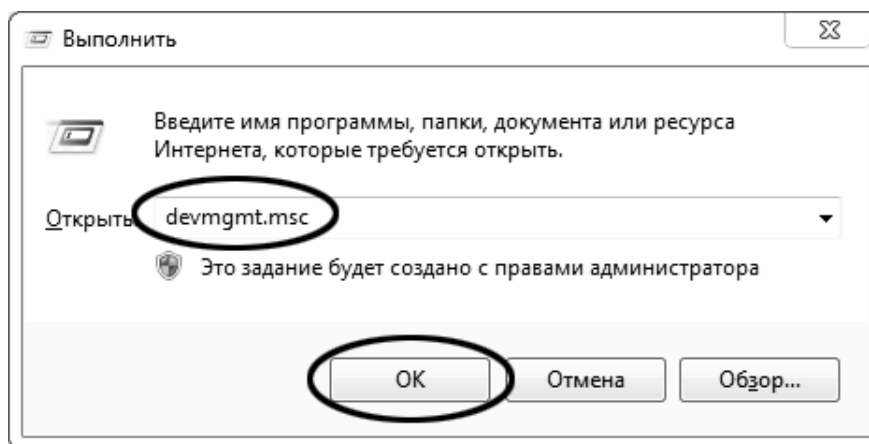 Выполнить
Введите имя программы, папки, документа или ресурса
Интернета, которые требуется открыть.
Открыть devmgmt.msc
Это задание будет создано с правами администратора
ОК Отмена Обзор...